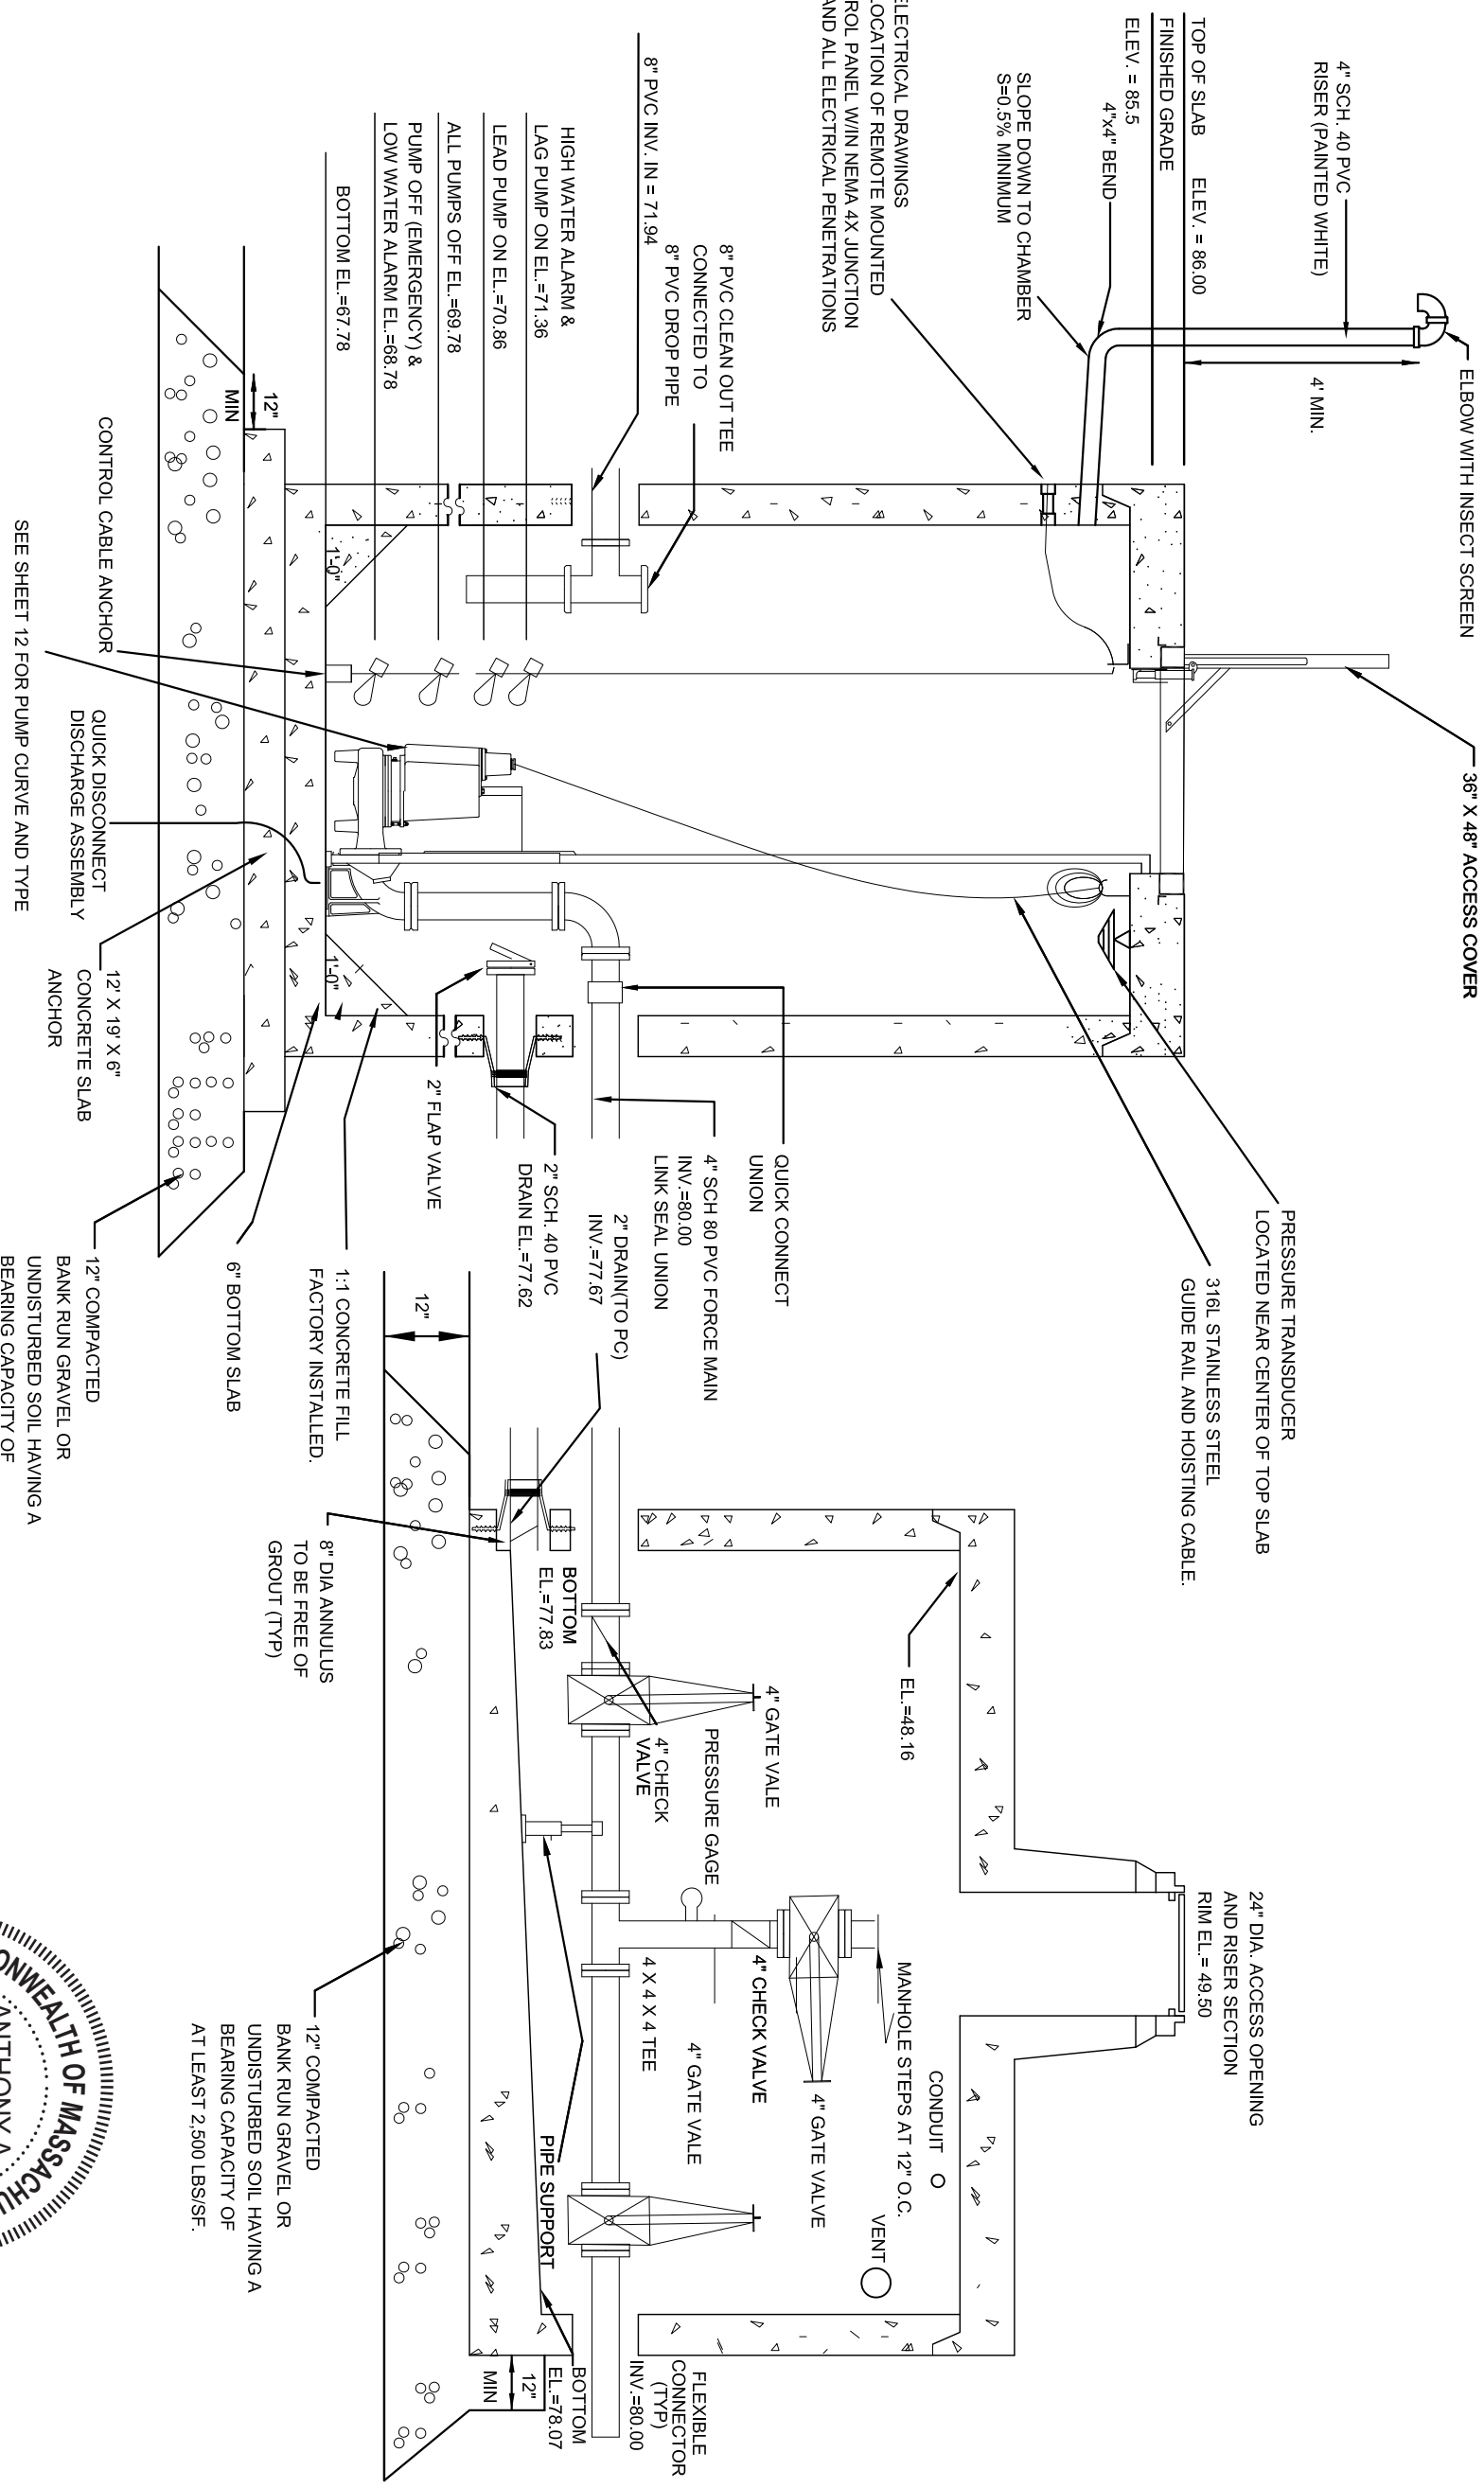 ELBOW WITH INSECT SCREEN
36" X 48" ACCESS COVER
4" SCH. 40 PVC
RISER (PAINTED WHITE)
4' MIN.
TOP OF SLAB ELEV. = 86.00
FINISHED GRADE
ELEV. = 85.5
4"x4" BEND
SLOPE DOWN TO CHAMBER
S=0.5% MINIMUM
ELECTRICAL DRAWINGS
LOCATION OF REMOTE MOUNTED
ROL PANEL W/IN NEMA 4X JUNCTION
AND ALL ELECTRICAL PENETRATIONS
8" PVC CLEAN OUT TEE
CONNECTED TO
8" PVC DROP PIPE
8" PVC INV. IN = 71.94
HIGH WATER ALARM &
LAG PUMP ON EL.=71.36
LEAD PUMP ON EL.=70.86
ALL PUMPS OFF EL.=69.78
PUMP OFF (EMERGENCY) &
LOW WATER ALARM EL.=68.78
BOTTOM EL.=67.78
1'-0"
1'-0"
12"
MIN
CONTROL CABLE ANCHOR
SEE SHEET 12 FOR PUMP CURVE AND TYPE
QUICK DISCONNECT
DISCHARGE ASSEMBLY
12' X 19' X 6"
CONCRETE SLAB
ANCHOR
PRESSURE TRANSDUCER
LOCATED NEAR CENTER OF TOP SLAB
316L STAINLESS STEEL
GUIDE RAIL AND HOISTING CABLE.
QUICK CONNECT
UNION
4" SCH 80 PVC FORCE MAIN
INV.=80.00
LINK SEAL UNION
2" DRAIN(TO PC)
INV.=77.67
2" SCH. 40 PVC
DRAIN EL.=77.62
2" FLAP VALVE
1:1 CONCRETE FILL
FACTORY INSTALLED.
6" BOTTOM SLAB
12" COMPACTED
BANK RUN GRAVEL OR
UNDISTURBED SOIL HAVING A
BEARING CAPACITY OF
12"
24" DIA. ACCESS OPENING
AND RISER SECTION
RIM EL.= 49.50
EL.=48.16
CONDUIT
VENT
MANHOLE STEPS AT 12" O.C.
4" GATE VALVE
4" GATE VALE
PRESSURE GAGE
4" CHECK VALVE
4" CHECK
VALVE
4" GATE VALE
4 X 4 X 4 TEE
BOTTOM
EL.=77.83
PIPE SUPPORT
FLEXIBLE
CONNECTOR
(TYP)
INV.=80.00
BOTTOM
EL.=78.07
12"
MIN
8" DIA ANNULUS
TO BE FREE OF
GROUT (TYP)
12" COMPACTED
BANK RUN GRAVEL OR
UNDISTURBED SOIL HAVING A
BEARING CAPACITY OF
AT LEAST 2,500 LBS/SF.
ONWEALTH OF MASSACHU
ANTHONY A